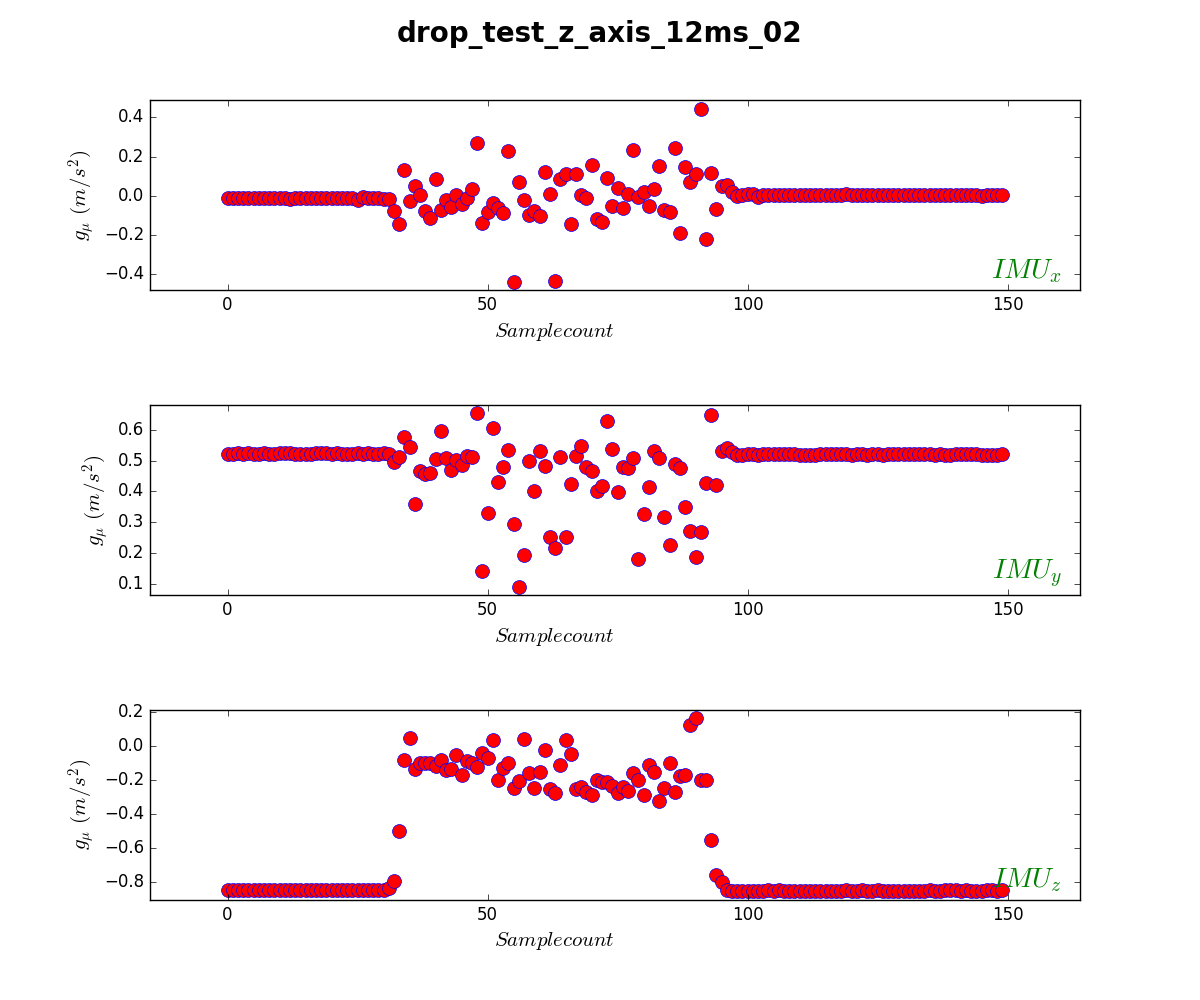 drop_test_z_axis_12ms_02
0.4
0.2
0.0
−0.2
−0.4
g_μ (m/s²)
IMU_x
0 50 100 150
Samplecount
0.6
0.5
0.4
0.3
0.2
0.1
g_μ (m/s²)
IMU_y
0 50 100 150
Samplecount
0.2
0.0
−0.2
−0.4
−0.6
−0.8
g_μ (m/s²)
IMU_z
0 50 100 150
Samplecount